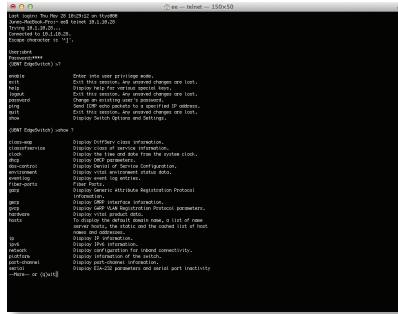 ee — telnet — 150×50
Last login: Thu May 28 10:29:12 on ttys000
Junes-MacBook-Pro:~ ee$ telnet 10.1.10.28
Trying 10.1.10.28...
Connected to 10.1.10.28.
Escape character is '^]'.
User:ubnt
Password:****
(UBNT EdgeSwitch) >?
enable Enter into user privilege mode.
exit Exit this session. Any unsaved changes are lost.
help Display help for various special keys.
logout Exit this session. Any unsaved changes are lost.
password Change an existing user's password.
ping Send ICMP echo packets to a specified IP address.
quit Exit this session. Any unsaved changes are lost.
show Display Switch Options and Settings.
(UBNT EdgeSwitch) >show ?
class-map Display DiffServ class information.
classofservice Display class of service information.
clock Display the time and date from the system clock.
dhcp Display DHCP parameters.
dos-control Display Denial of Service Configuration.
environment Display vital environment status data.
eventlog Display event log entries.
fiber-ports Fiber Ports.
garp Display Generic Attribute Registration Protocol
information.
gmrp Display GMRP interface information.
gvrp Display GARP VLAN Registration Protocol parameters.
hardware Display vital product data.
hosts To display the default domain name, a list of name
server hosts, the static and the cached list of host
names and addresses.
ip Display IP information.
ipv6 Display IPv6 information.
network Display configuration for inbound connectivity.
platform Display information of the switch.
port-channel Display port-channel information.
serial Display EIA-232 parameters and serial port inactivity
--More-- or (q)uit